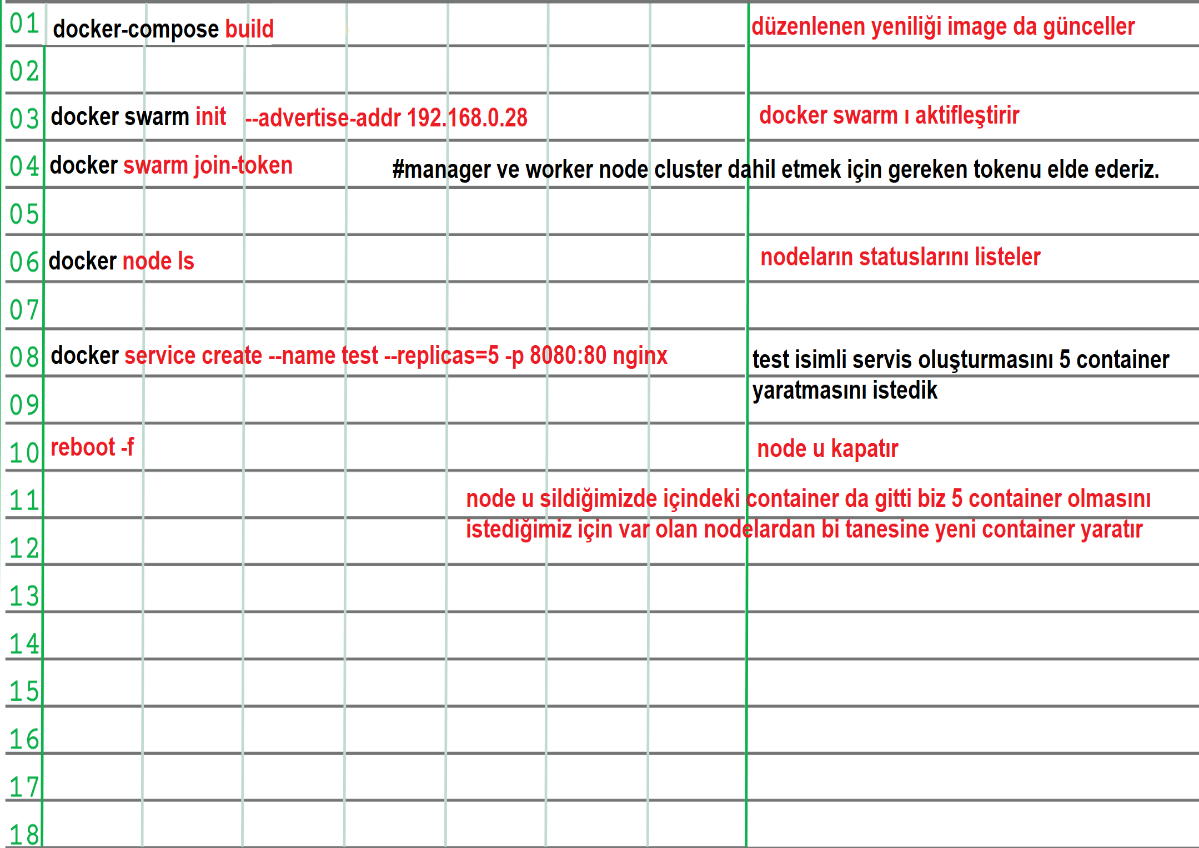 01 docker-compose build düzenlenen yeniliği image da günceller
02
03 docker swarm init --advertise-addr 192.168.0.28 docker swarm ı aktifleştirir
04 docker swarm join-token #manager ve worker node cluster dahil etmek için gereken tokenu elde ederiz.
05
06 docker node ls nodeların statuslarını listeler
07
08 docker service create --name test --replicas=5 -p 8080:80 nginx test isimli servis oluşturmasını 5 container
09 yaratmasını istedik
10 reboot -f node u kapatır
11 node u sildiğimizde içindeki container da gitti biz 5 container olmasını
12 istediğimiz için var olan nodelardan bi tanesine yeni container yaratır
13
14
15
16
17
18